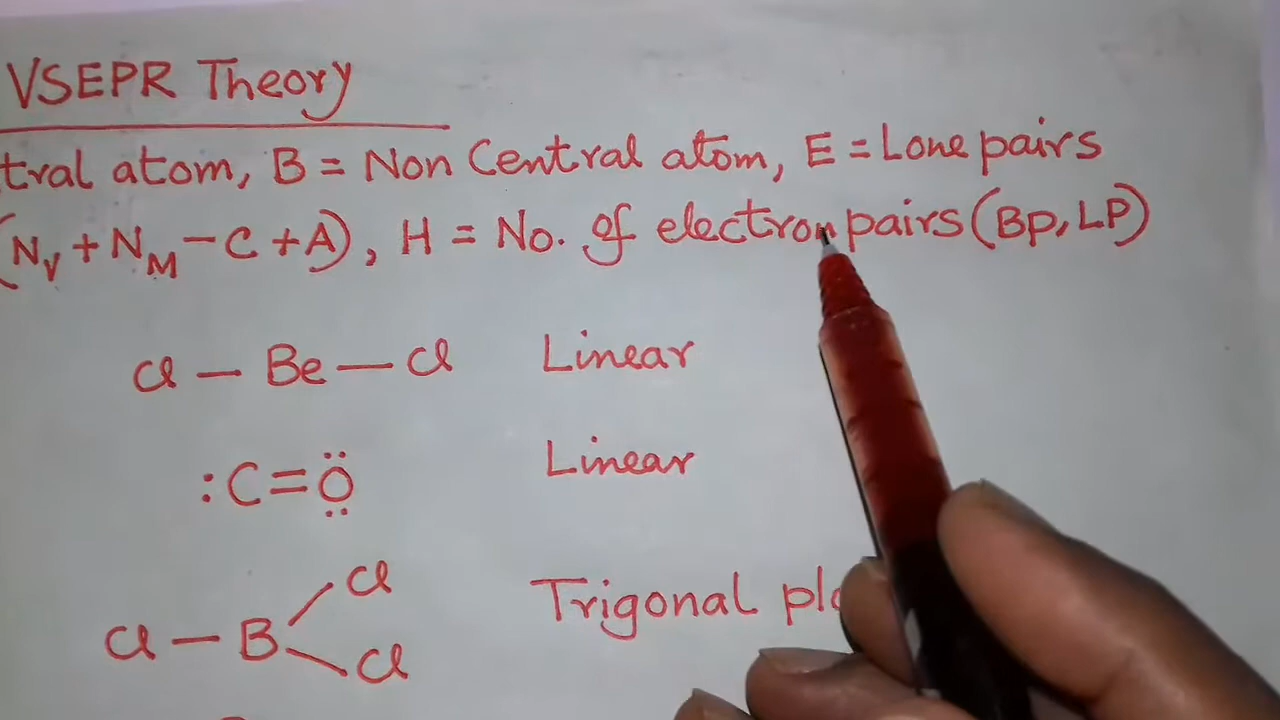 VSEPR Theory
tral atom, B = Non Central atom, E = Lone pairs
(Nv + NM - C + A), H = No. of electron pairs (BP, LP)
Cl — Be — Cl Linear
:C=Ö: Linear
Cl
Trigonal pla
Cl — B
Cl